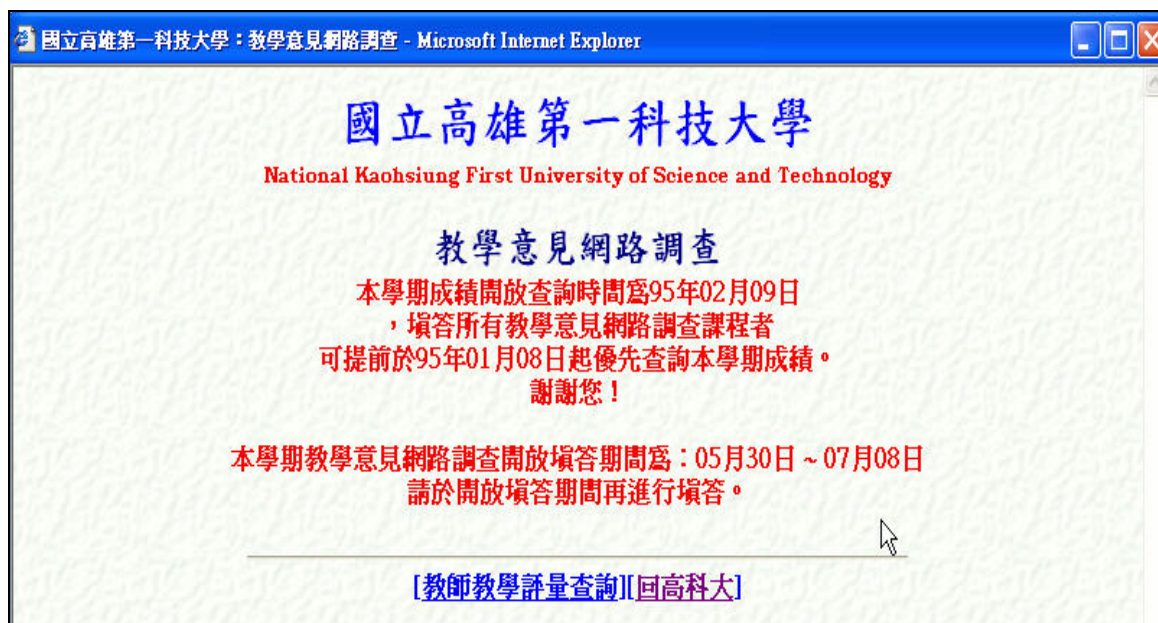 國立高雄第一科技大學：教學意見網路調查 - Microsoft Internet Explorer
國立高雄第一科技大學
National Kaohsiung First University of Science and Technology
教學意見網路調查
本學期成績開放查詢時間為95年02月09日
，填答所有教學意見網路調查課程者
可提前於95年01月08日起優先查詢本學期成績。
謝謝您！
本學期教學意見網路調查開放填答期間為：05月30日～07月08日
請於開放填答期間再進行填答。
[教師教學評量查詢][回高科大]